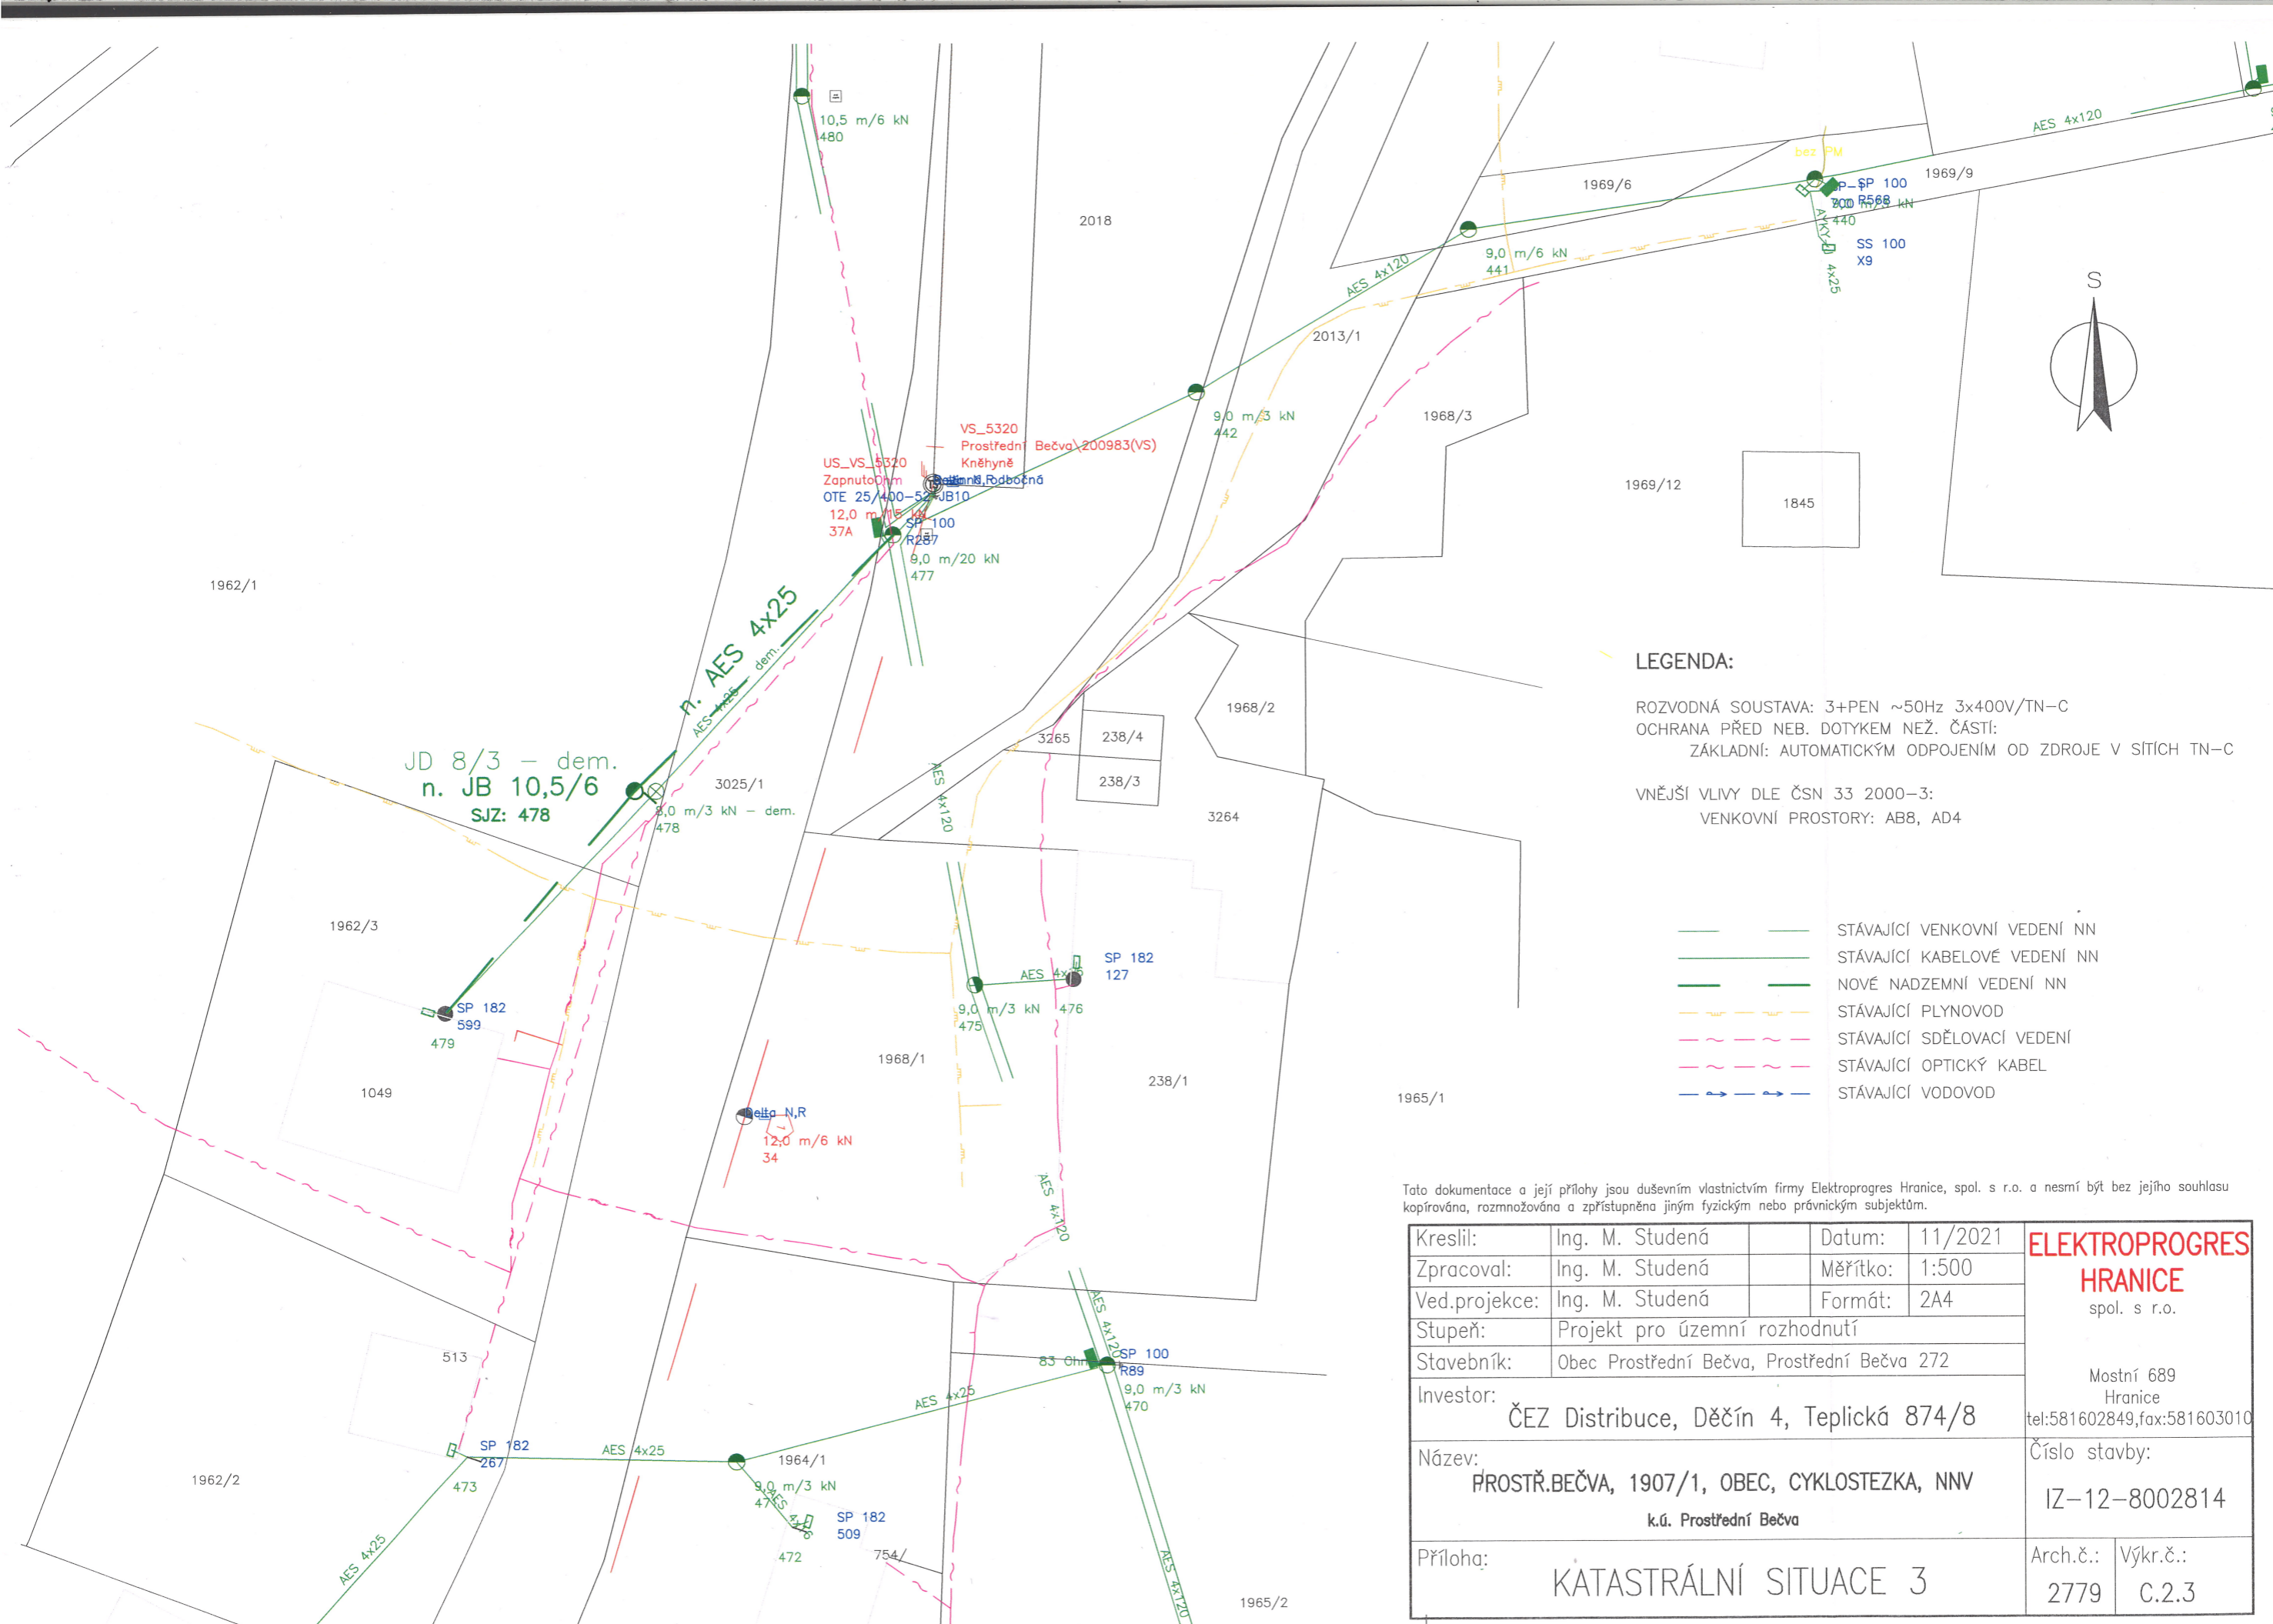 10,5 m/6 kN
480
AES 4x120
bez PM
1969/6
1969/9
SP 100
R568
440
AYKY-J 4x25
SS 100
X9
2018
9,0 m/6 kN
441
AES 4x120
S
2013/1
9,0 m/3 kN
442
1968/3
VS_5320
Prostřední Bečva\200983(VS)
Kněhyně
US_VS_5320
Zapnuto
OTE 25/400-52-JB10
12,0 m/15 kN
37A
SP 100
R287
9,0 m/20 kN
477
1969/12
1845
1962/1
n. AES 4x25
AES 4x25
dem.
LEGENDA:
ROZVODNÁ SOUSTAVA: 3+PEN ~50Hz 3x400V/TN-C
OCHRANA PŘED NEB. DOTYKEM NEŽ. ČÁSTÍ:
ZÁKLADNÍ: AUTOMATICKÝM ODPOJENÍM OD ZDROJE V SÍTÍCH TN-C
VNĚJŠÍ VLIVY DLE ČSN 33 2000-3:
VENKOVNÍ PROSTORY: AB8, AD4
1968/2
3265
238/4
238/3
3264
JD 8/3 - dem.
n. JB 10,5/6
SJZ: 478
3025/1
8,0 m/3 kN - dem.
478
AES 4x120
1962/3
STÁVAJÍCÍ VENKOVNÍ VEDENÍ NN
STÁVAJÍCÍ KABELOVÉ VEDENÍ NN
NOVÉ NADZEMNÍ VEDENÍ NN
STÁVAJÍCÍ PLYNOVOD
STÁVAJÍCÍ SDĚLOVACÍ VEDENÍ
STÁVAJÍCÍ OPTICKÝ KABEL
STÁVAJÍCÍ VODOVOD
SP 182
127
AES
9,0 m/3 kN
475
476
SP 182
599
479
1049
1968/1
238/1
1965/1
Delta N,R
12,0 m/6 kN
34
AES 4x120
Tato dokumentace a její přílohy jsou duševním vlastnictvím firmy Elektroprogres Hranice, spol. s r.o. a nesmí být bez jejího souhlasu
kopírována, rozmnožována a zpřístupněna jiným fyzickým nebo právnickým subjektům.
Kreslil: Ing. M. Studená Datum: 11/2021
Zpracoval: Ing. M. Studená Měřítko: 1:500
Ved.projekce: Ing. M. Studená Formát: 2A4
Stupeň: Projekt pro územní rozhodnutí
Stavebník: Obec Prostřední Bečva, Prostřední Bečva 272
Investor:
ČEZ Distribuce, Děčín 4, Teplická 874/8
Název:
PROSTŘ.BEČVA, 1907/1, OBEC, CYKLOSTEZKA, NNV
k.ú. Prostřední Bečva
Příloha:
KATASTRÁLNÍ SITUACE 3
ELEKTROPROGRES
HRANICE
spol. s r.o.
Mostní 689
Hranice
tel:581602849,fax:581603010
Číslo stavby:
IZ-12-8002814
Arch.č.: Výkr.č.:
2779 C.2.3
AES 4x120
83 Ohm
SP 100
R89
9,0 m/3 kN
470
AES 4x25
513
SP 182
267
473
AES 4x25
1964/1
9,0 m/3 kN
471
SP 182
509
472
754/
1962/2
AES 4x25
AES 4x120
1965/2